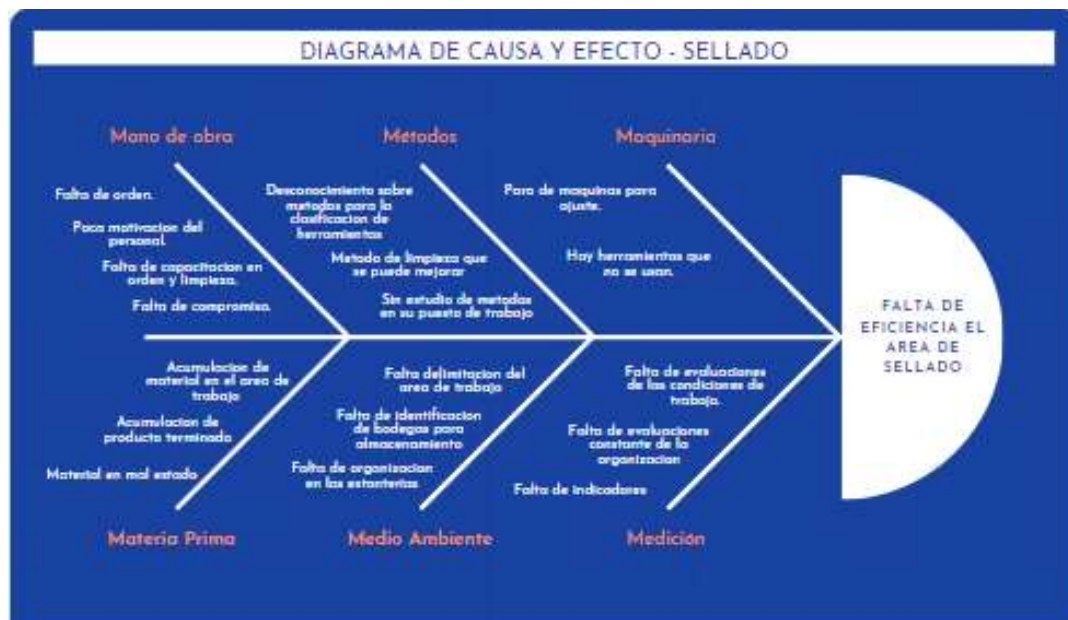 DIAGRAMA DE CAUSA Y EFECTO - SELLADO
Mano de obra
Falta de orden.
Poca motivacion del
personal.
Falta de capacitacion en
orden y limpieza.
Falta de compromiso.
Métodos
Desconocimiento sobre
metodos para la
clasificacion de
herramientas
Metodo de limpieza que
se puede mejorar
Sin estudio de metodos
en su puesto de trabajo
Maquinaria
Paro de maquinas para
ajuste.
Hay herramientas que
no se usan.
FALTA DE
EFICIENCIA EL
AREA DE
SELLADO
Acumulacion de
material en el area de
trabajo
Acumulacion de
producto terminado
Material en mal estado
Materia Prima
Falta delimitacion del
area de trabajo
Falta de identificacion
de bodegas para
almacenamiento
Falta de organizacion
en las estanterias
Medio Ambiente
Falta de evaluaciones
de las condiciones de
trabajo.
Falta de evaluaciones
constante de la
organizacion
Falta de indicadores
Medición